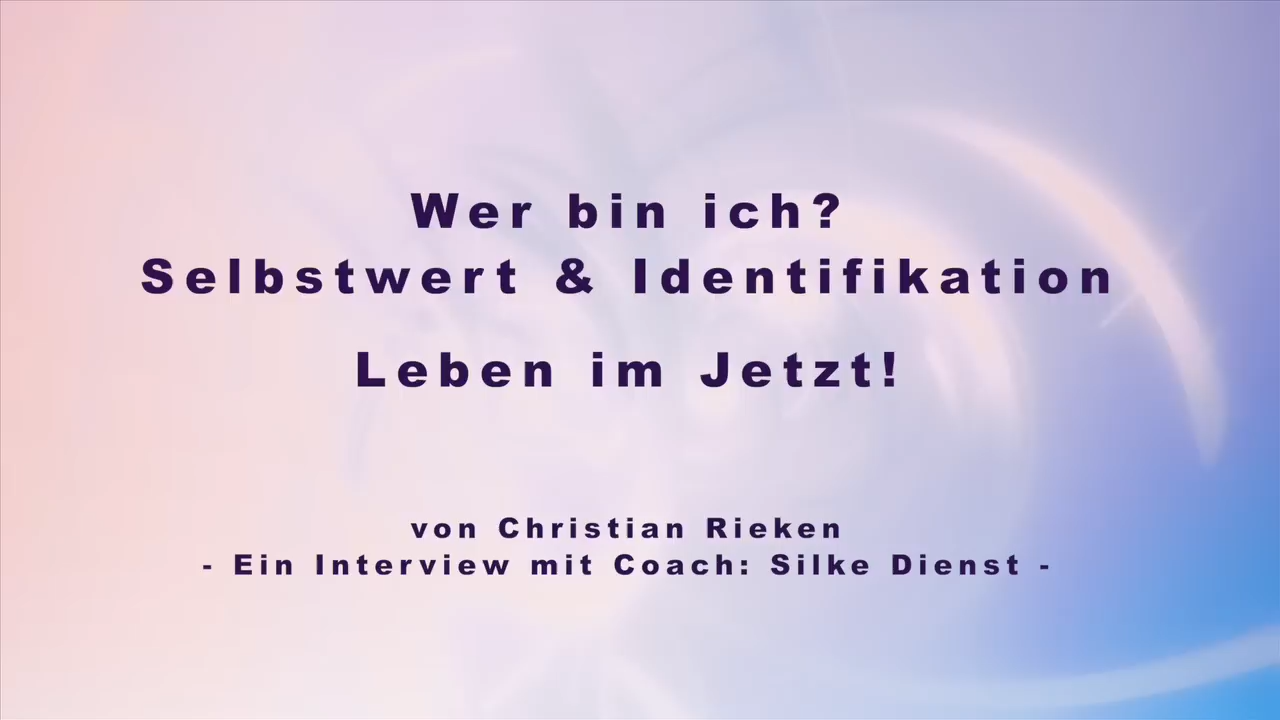 Wer bin ich?
Selbstwert & Identifikation
Leben im Jetzt!
von Christian Rieken
- Ein Interview mit Coach: Silke Dienst -